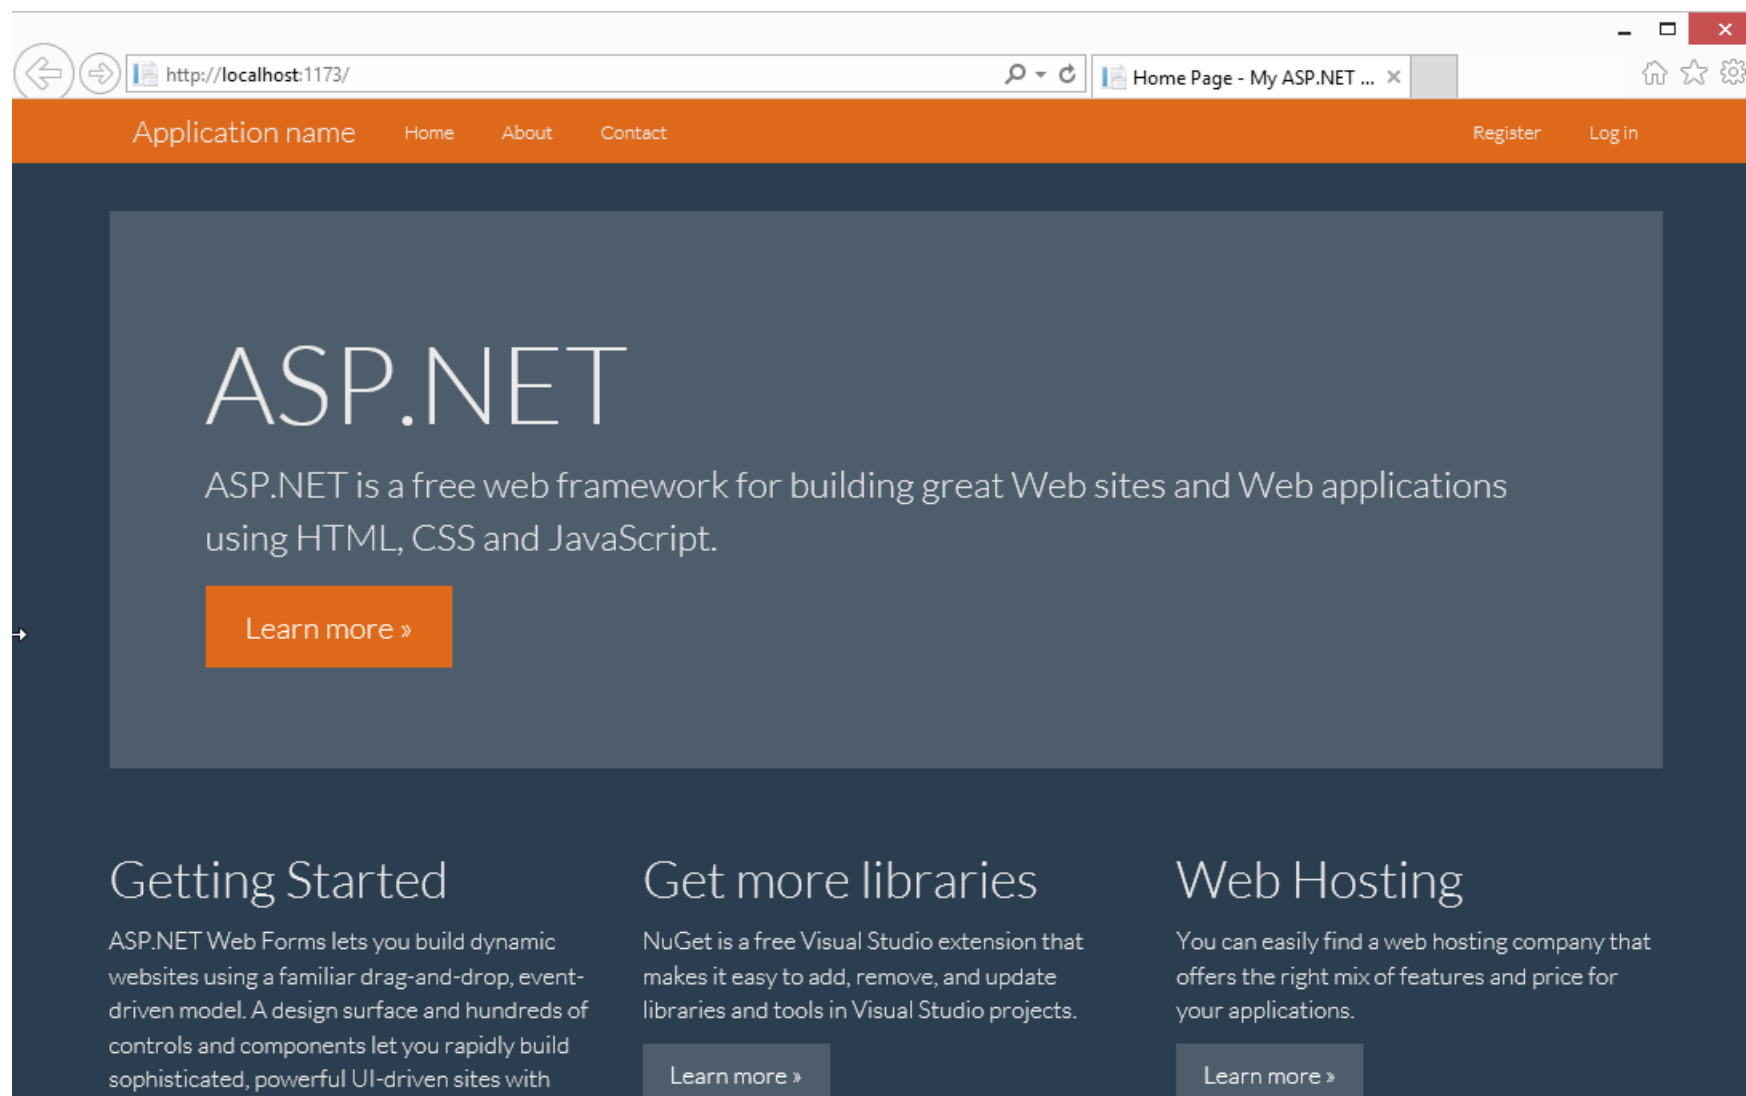 http://localhost:1173/
Home Page - My ASP.NET ...
Application name Home About Contact Register Log in
ASP.NET
ASP.NET is a free web framework for building great Web sites and Web applications
using HTML, CSS and JavaScript.
Learn more »
Getting Started
ASP.NET Web Forms lets you build dynamic
websites using a familiar drag-and-drop, event-
driven model. A design surface and hundreds of
controls and components let you rapidly build
sophisticated, powerful UI-driven sites with
Get more libraries
NuGet is a free Visual Studio extension that
makes it easy to add, remove, and update
libraries and tools in Visual Studio projects.
Learn more »
Web Hosting
You can easily find a web hosting company that
offers the right mix of features and price for
your applications.
Learn more »